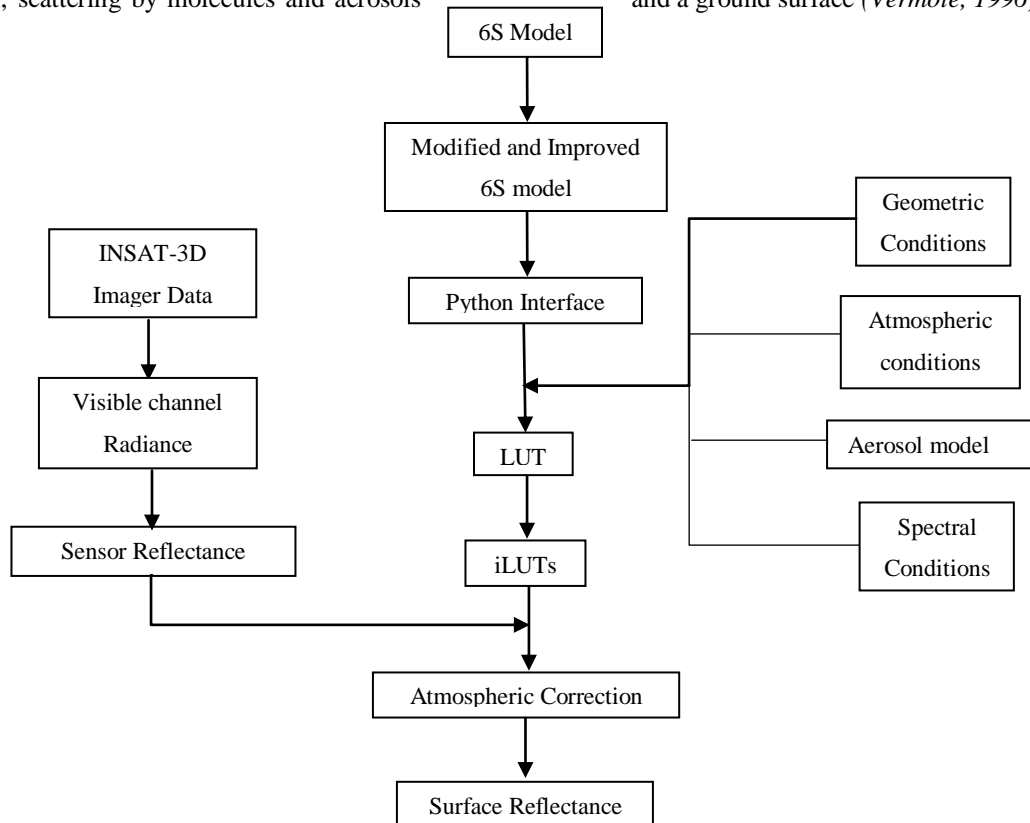 , scattering by molecules and aerosols
and a ground surface (Vermote, 1996)
6S Model
Modified and Improved
6S model
Geometric
Conditions
INSAT-3D
Imager Data
Python Interface
Atmospheric
conditions
Visible channel
Radiance
LUT
Aerosol model
Sensor Reflectance
iLUTs
Spectral
Conditions
Atmospheric Correction
Surface Reflectance